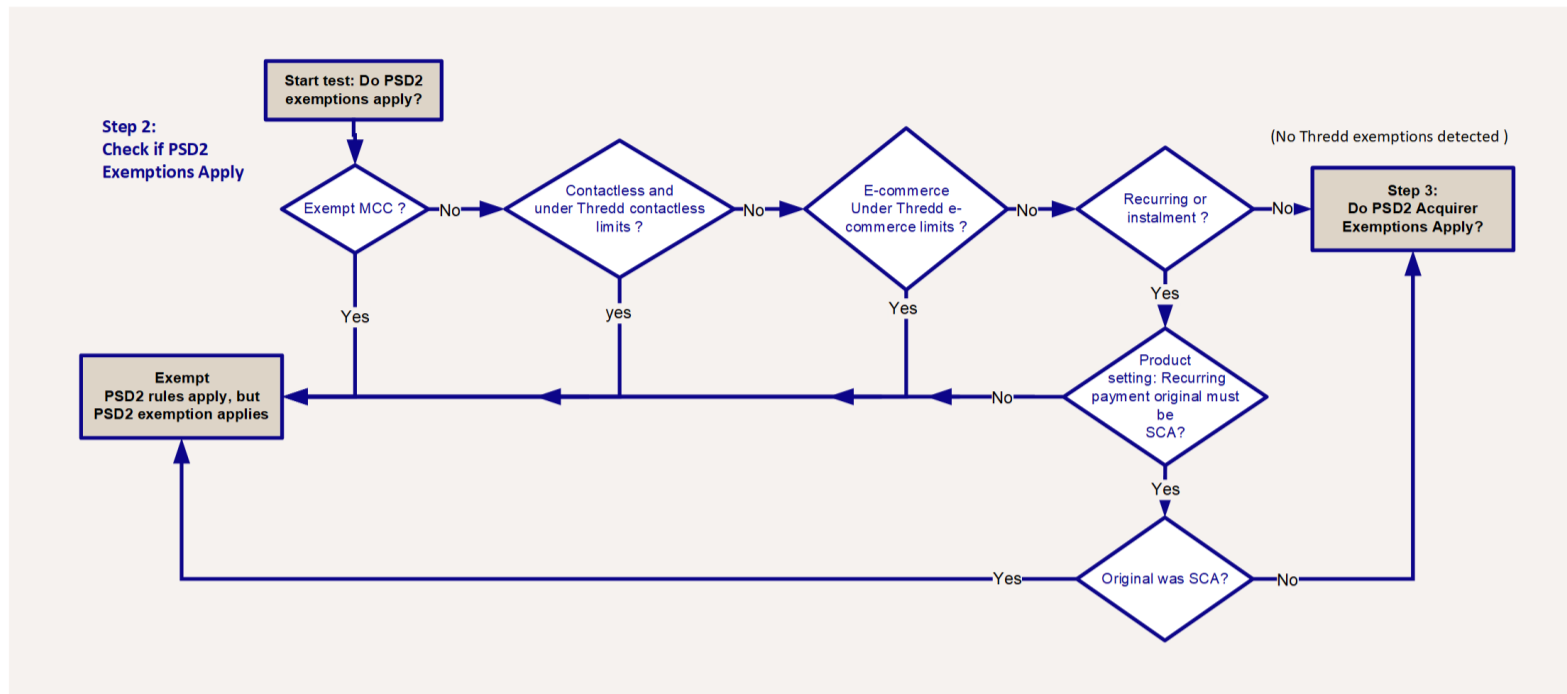 Start test: Do PSD2
exemptions apply?
Step 2:
Check if PSD2
Exemptions Apply
(No Thredd exemptions detected )
Exempt MCC ?
No
Contactless and
under Thredd contactless
limits ?
No
E-commerce
Under Thredd e-
commerce limits ?
No
Recurring or
instalment ?
No
Step 3:
Do PSD2 Acquirer
Exemptions Apply?
Yes
yes
Yes
Yes
Exempt
PSD2 rules apply, but
PSD2 exemption applies
No
Product
setting: Recurring
payment original must
be
SCA?
Yes
Yes
Original was SCA?
No